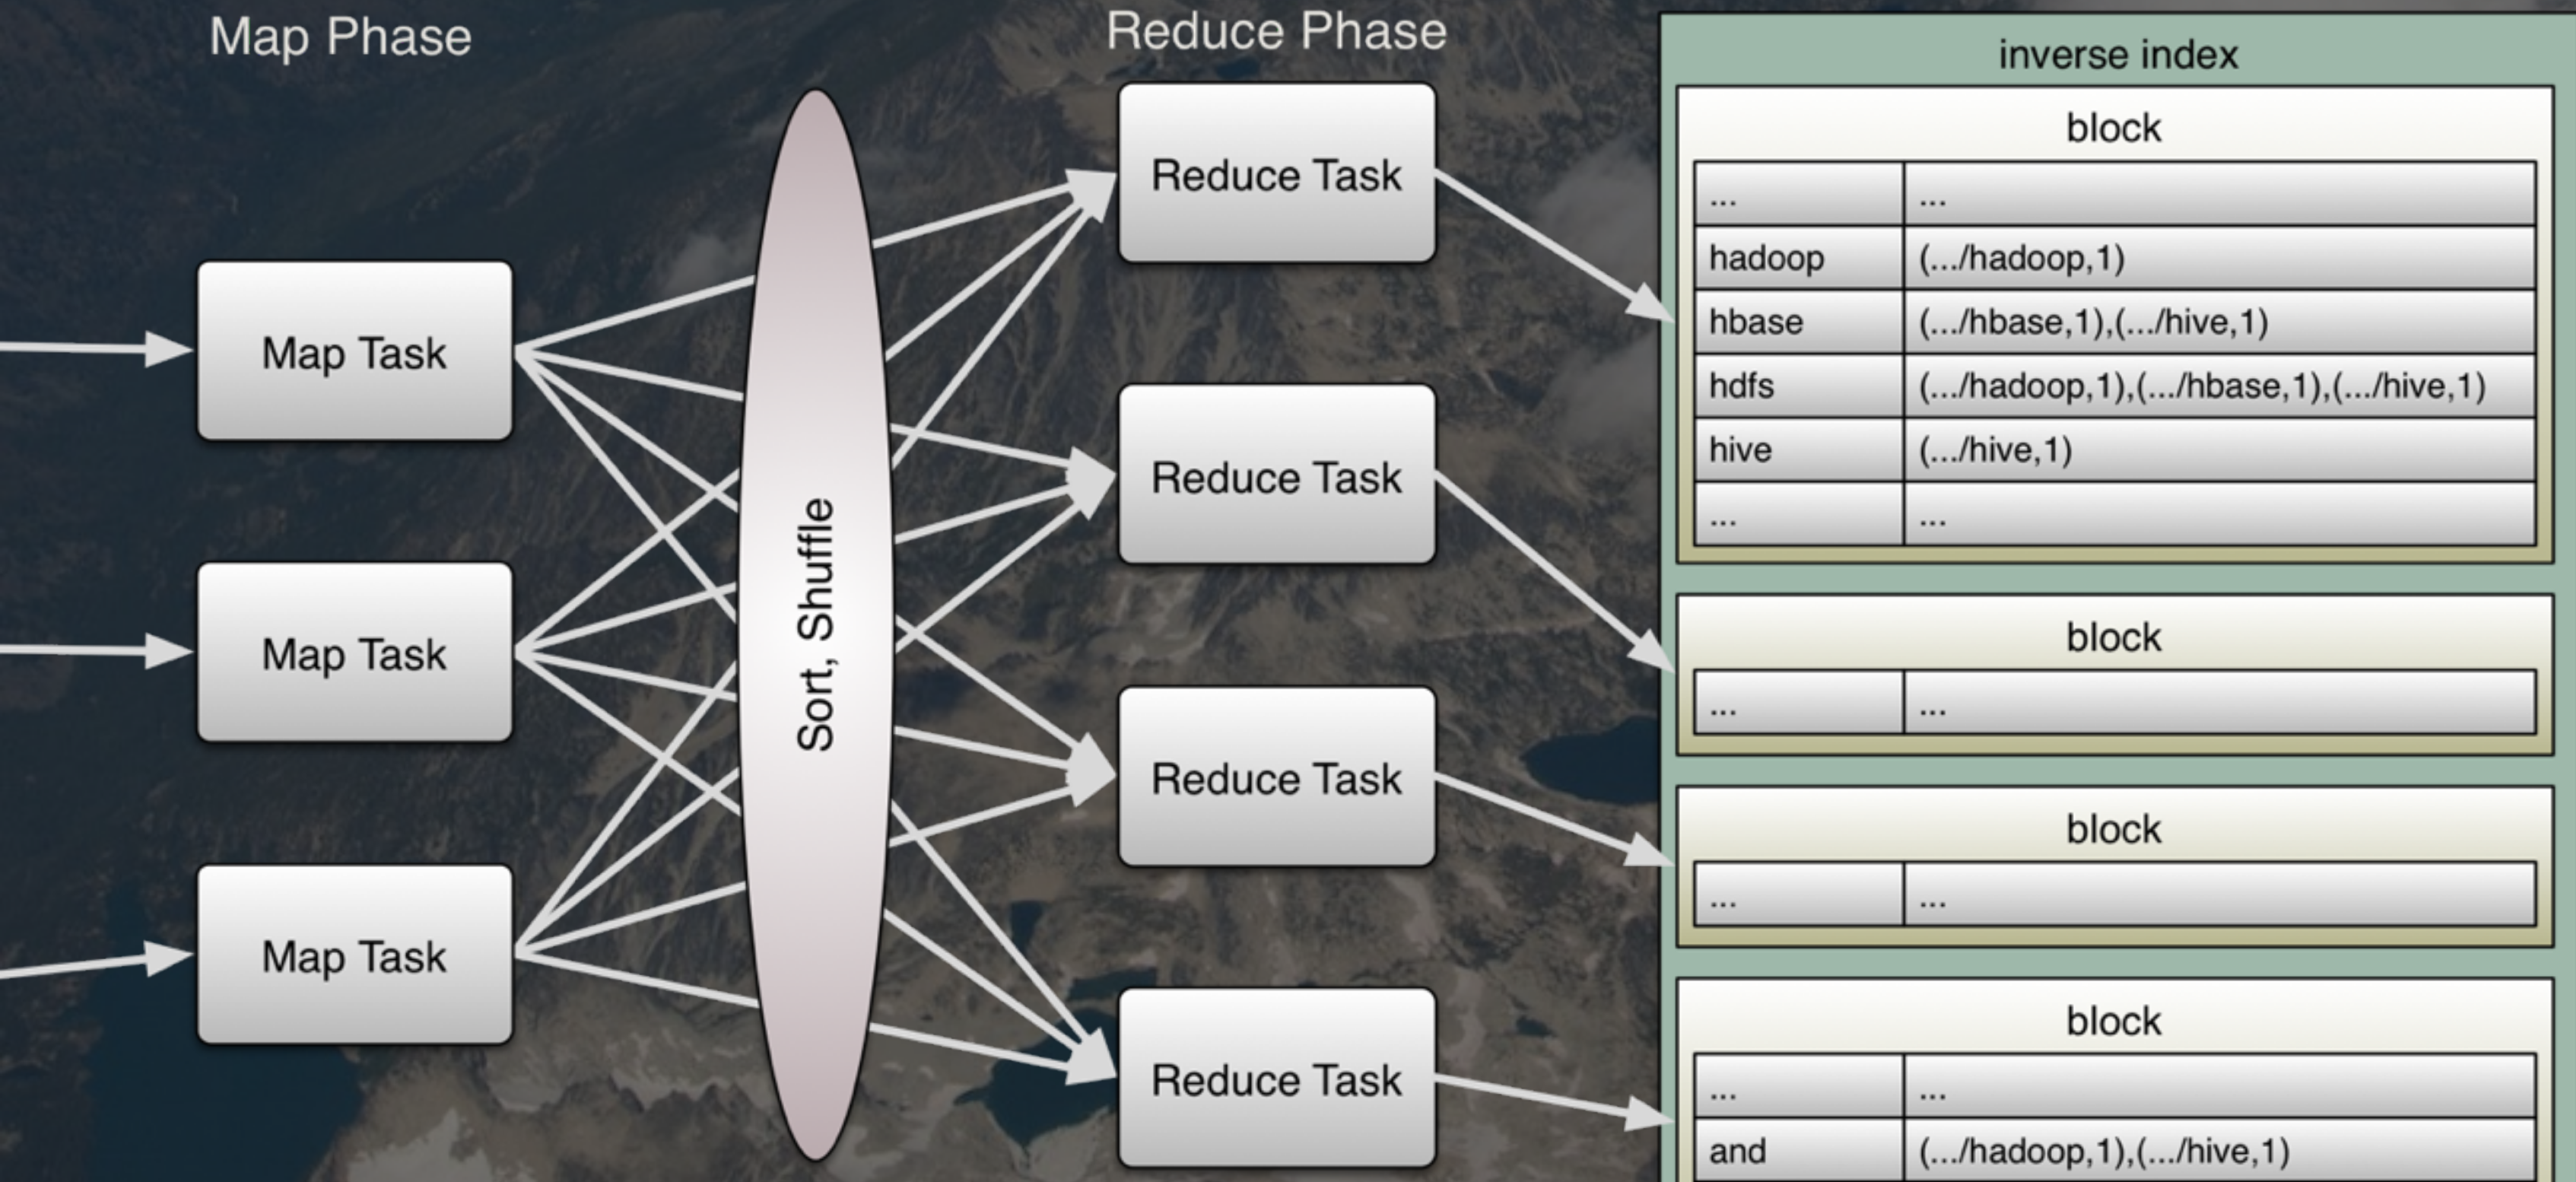 Map Phase
Reduce Phase
Map Task
Map Task
Map Task
Sort, Shuffle
Reduce Task
Reduce Task
Reduce Task
Reduce Task
inverse index
block
... ...
hadoop (.../hadoop,1)
hbase (.../hbase,1),(.../hive,1)
hdfs (.../hadoop,1),(.../hbase,1),(.../hive,1)
hive (.../hive,1)
... ...
block
... ...
block
... ...
block
... ...
and (.../hadoop,1),(.../hive,1)